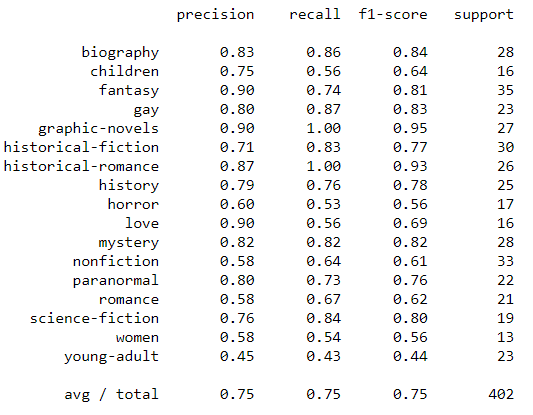 precision recall f1-score support
biography 0.83 0.86 0.84 28
children 0.75 0.56 0.64 16
fantasy 0.90 0.74 0.81 35
gay 0.80 0.87 0.83 23
graphic-novels 0.90 1.00 0.95 27
historical-fiction 0.71 0.83 0.77 30
historical-romance 0.87 1.00 0.93 26
history 0.79 0.76 0.78 25
horror 0.60 0.53 0.56 17
love 0.90 0.56 0.69 16
mystery 0.82 0.82 0.82 28
nonfiction 0.58 0.64 0.61 33
paranormal 0.80 0.73 0.76 22
romance 0.58 0.67 0.62 21
science-fiction 0.76 0.84 0.80 19
women 0.58 0.54 0.56 13
young-adult 0.45 0.43 0.44 23
avg / total 0.75 0.75 0.75 402